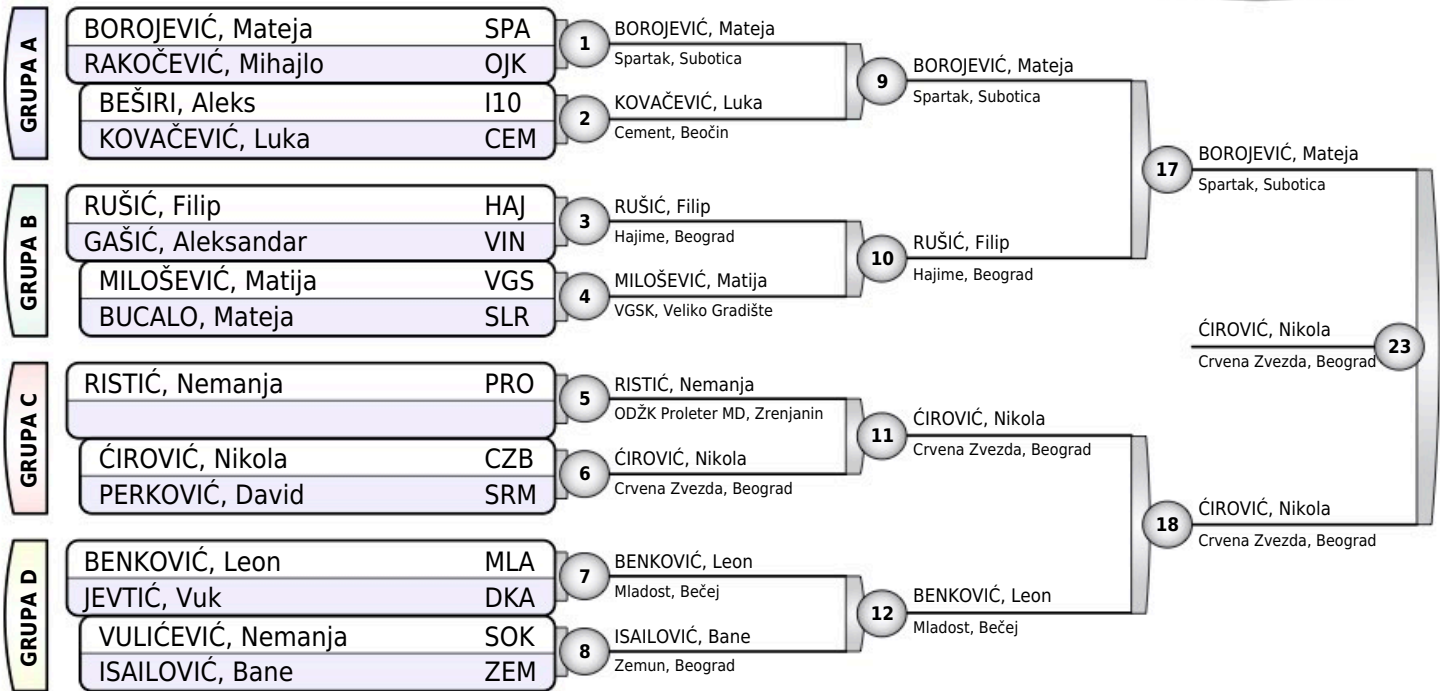 GRUPA A
BOROJEVIĆ, Mateja SPA
RAKOČEVIĆ, Mihajlo OJK
BEŠIRI, Aleks I10
KOVAČEVIĆ, Luka CEM
1
BOROJEVIĆ, Mateja
Spartak, Subotica
2
KOVAČEVIĆ, Luka
Cement, Beočin
9
BOROJEVIĆ, Mateja
Spartak, Subotica
GRUPA B
RUŠIĆ, Filip HAJ
GAŠIĆ, Aleksandar VIN
MILOŠEVIĆ, Matija VGS
BUCALO, Mateja SLR
3
RUŠIĆ, Filip
Hajime, Beograd
4
MILOŠEVIĆ, Matija
VGSK, Veliko Gradište
10
RUŠIĆ, Filip
Hajime, Beograd
17
BOROJEVIĆ, Mateja
Spartak, Subotica
GRUPA C
RISTIĆ, Nemanja PRO
ĆIROVIĆ, Nikola CZB
PERKOVIĆ, David SRM
5
RISTIĆ, Nemanja
ODŽK Proleter MD, Zrenjanin
6
ĆIROVIĆ, Nikola
Crvena Zvezda, Beograd
11
ĆIROVIĆ, Nikola
Crvena Zvezda, Beograd
GRUPA D
BENKOVIĆ, Leon MLA
JEVTIĆ, Vuk DKA
VULIĆEVIĆ, Nemanja SOK
ISAILOVIĆ, Bane ZEM
7
BENKOVIĆ, Leon
Mladost, Bečej
8
ISAILOVIĆ, Bane
Zemun, Beograd
12
BENKOVIĆ, Leon
Mladost, Bečej
18
ĆIROVIĆ, Nikola
Crvena Zvezda, Beograd
ĆIROVIĆ, Nikola
Crvena Zvezda, Beograd
23